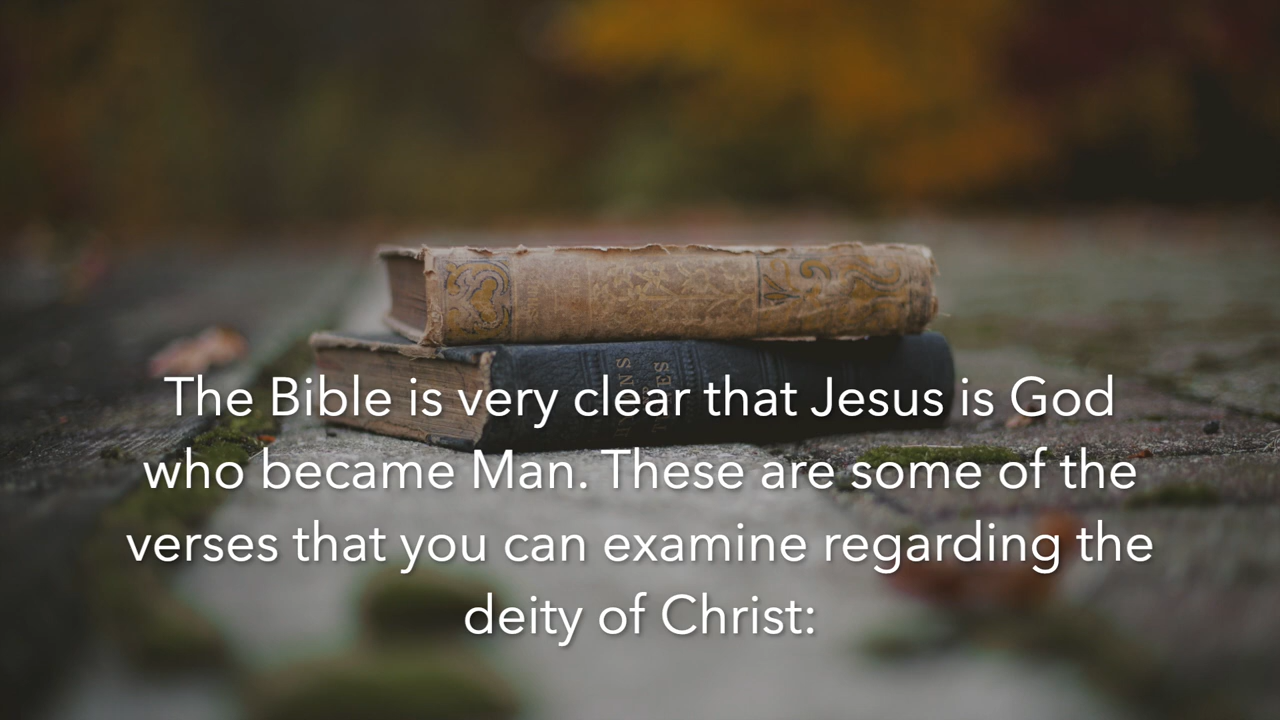 The Bible is very clear that Jesus is God
who became Man. These are some of the
verses that you can examine regarding the
deity of Christ: